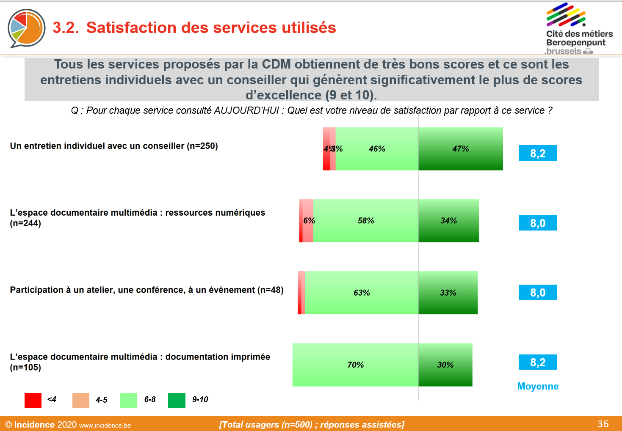 3.2. Satisfaction des services utilisés
Cité des métiers
Beroepenpunt
.brussels
Tous les services proposés par la CDM obtiennent de très bons scores et ce sont les
entretiens individuels avec un conseiller qui génèrent significativement le plus de scores
d’excellence (9 et 10).
Q : Pour chaque service consulté AUJOURD'HUI : Quel est votre niveau de satisfaction par rapport à ce service ?
Un entretien individuel avec un conseiller (n=250)
4% 3% 46% 47% 8,2
L'espace documentaire multimédia : ressources numériques
(n=244)
6% 58% 34% 8,0
Participation à un atelier, une conférence, à un événement (n=48)
63% 33% 8,0
L'espace documentaire multimédia : documentation imprimée
(n=105)
70% 30% 8,2
Moyenne
<4 4-5 6-8 9-10
© Incidence 2020 www.incidence.be
[Total usagers (n=500) ; réponses assistées]
36